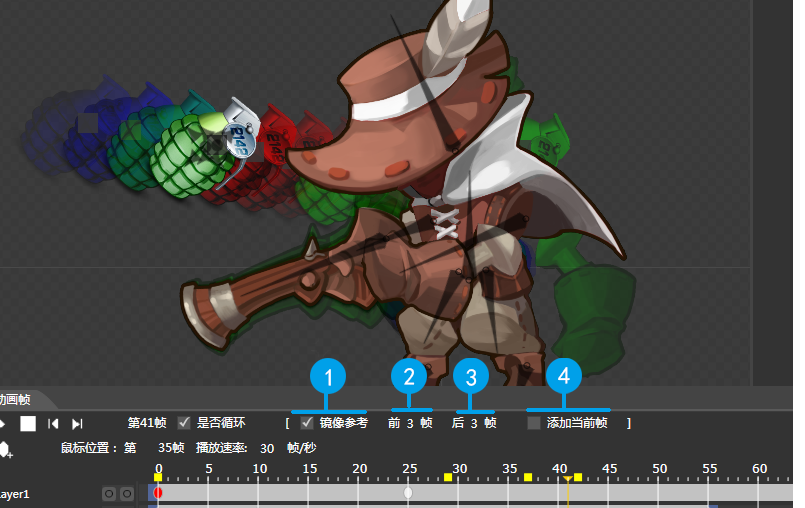 2142
2142
1
2
3
4
动画帧
第41帧 是否循环 [ 镜像参考 前 3 帧 后 3 帧 添加当前帧 ]
鼠标位置：第 35帧 播放速率: 30 帧/秒
0 5 10 15 20 25 30 35 40 45 50 55 60
ayer1